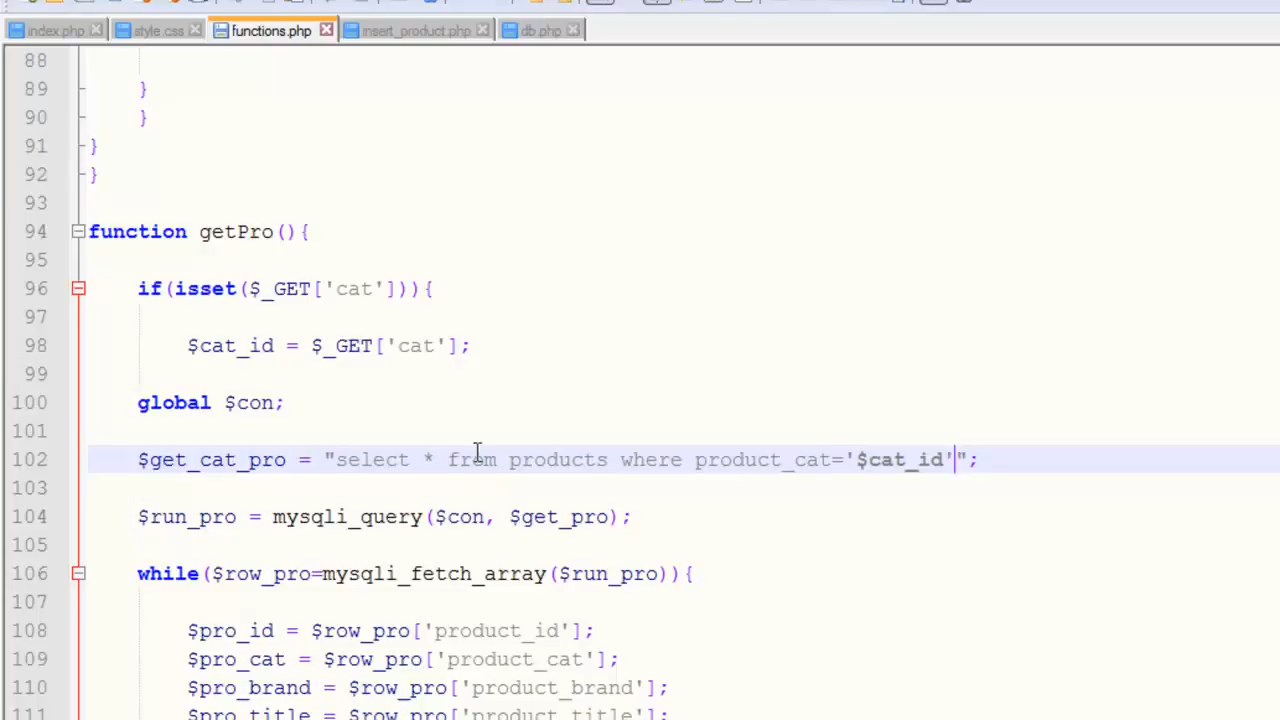 index.php style.css functions.php insert_product.php db.php
88
89 }
90 }
91 }
92 }
93
94 function getPro(){
95
96 if(isset($_GET['cat'])){
97
98 $cat_id = $_GET['cat'];
99
100 global $con;
101
102 $get_cat_pro = "select * from products where product_cat='$cat_id'";
103
104 $run_pro = mysqli_query($con, $get_pro);
105
106 while($row_pro=mysqli_fetch_array($run_pro)){
107
108 $pro_id = $row_pro['product_id'];
109 $pro_cat = $row_pro['product_cat'];
110 $pro_brand = $row_pro['product_brand'];
111 $pro_title = $row_pro['product_title'];